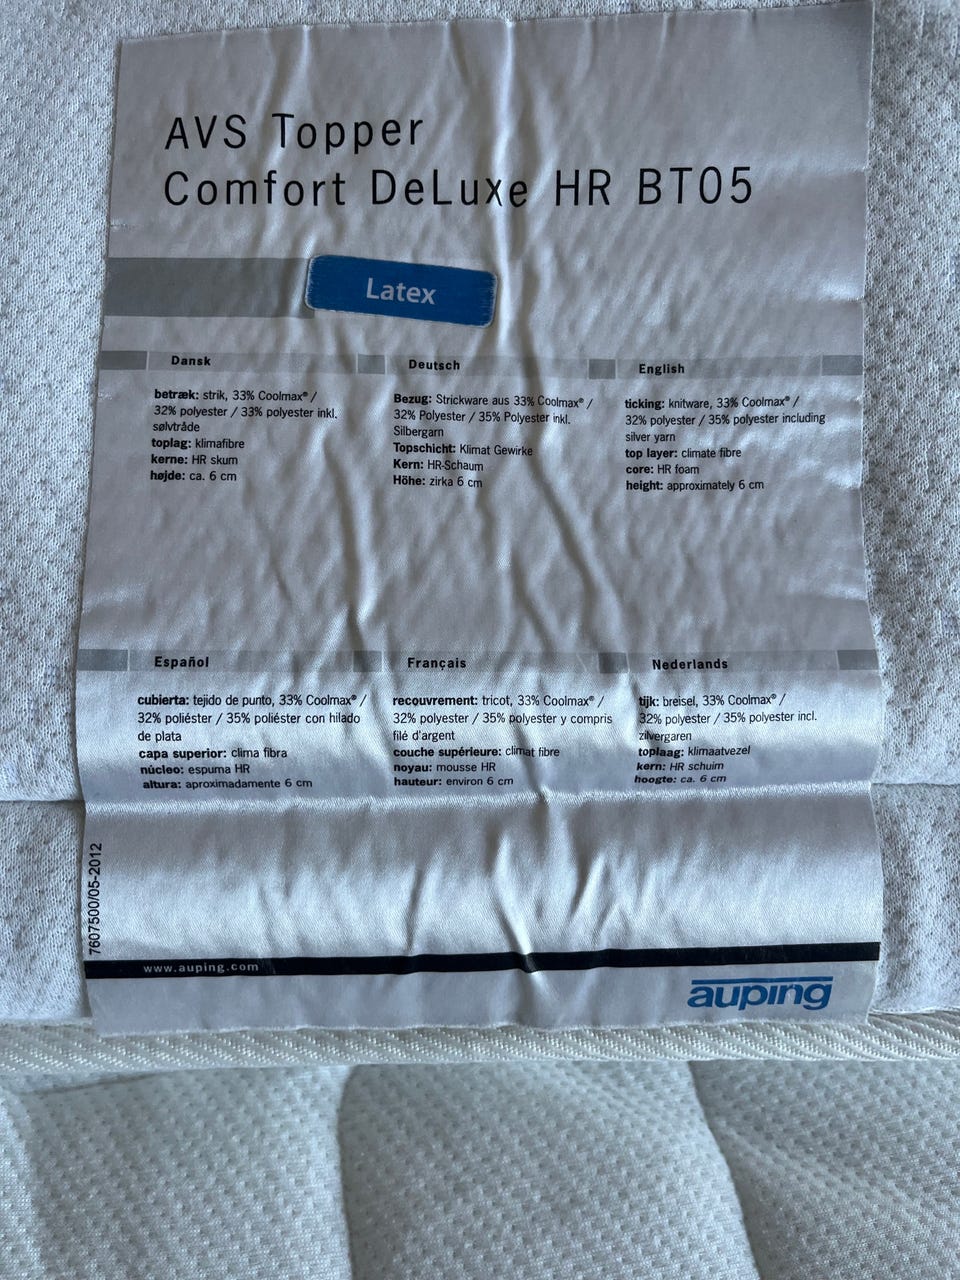 AVS Topper
Comfort DeLuxe HR BT05
Latex
Dansk
betræk: strik, 33% Coolmax® /
32% polyester / 33% polyester inkl.
sølvtråde
toplag: klimafibre
kerne: HR skum
højde: ca. 6 cm
Deutsch
Bezug: Strickware aus 33% Coolmax® /
32% Polyester / 35% Polyester inkl.
Silbergarn
Topschicht: Klimat Gewirke
Kern: HR-Schaum
Höhe: zirka 6 cm
English
ticking: knitware, 33% Coolmax® /
32% polyester / 35% polyester including
silver yarn
top layer: climate fibre
core: HR foam
height: approximately 6 cm
Español
cubierta: tejido de punto, 33% Coolmax® /
32% poliéster / 35% poliéster con hilado
de plata
capa superior: clima fibra
núcleo: espuma HR
altura: aproximadamente 6 cm
Français
recouvrement: tricot, 33% Coolmax® /
32% polyester / 35% polyester y compris
filé d'argent
couche supérieure: climat fibre
noyau: mousse HR
hauteur: environ 6 cm
Nederlands
tijk: breisel, 33% Coolmax® /
32% polyester / 35% polyester incl.
zilvergaren
toplaag: klimaatvezel
kern: HR schuim
hoogte: ca. 6 cm
7607500/05-2012
www.auping.com
auping